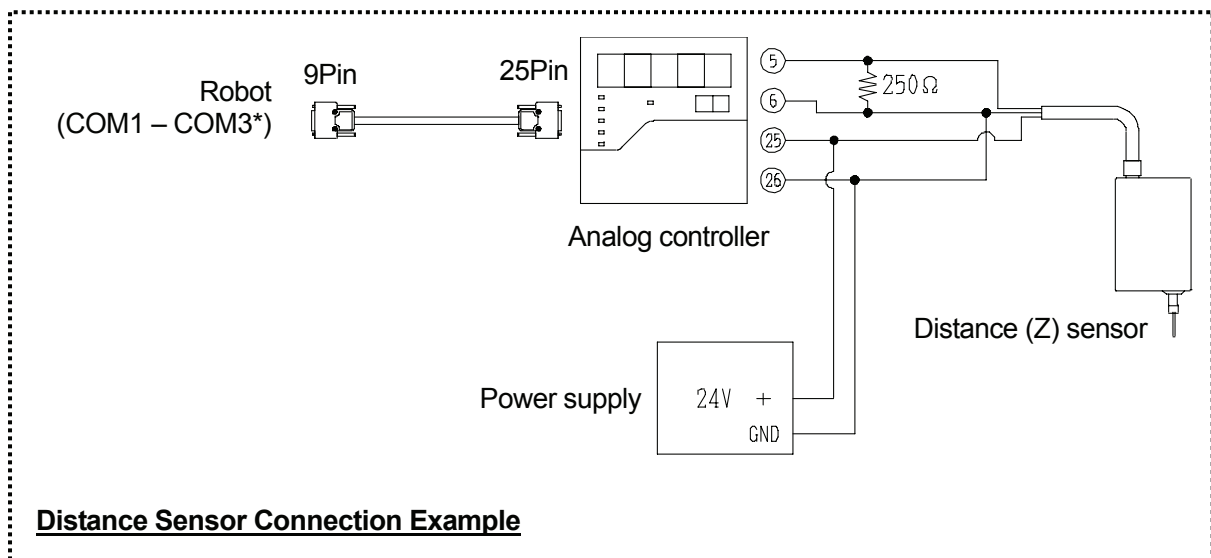 Robot
(COM1 – COM3*)
9Pin
25Pin
5
6
25
26
250Ω
Analog controller
Distance (Z) sensor
Power supply
24V +
GND
Distance Sensor Connection Example